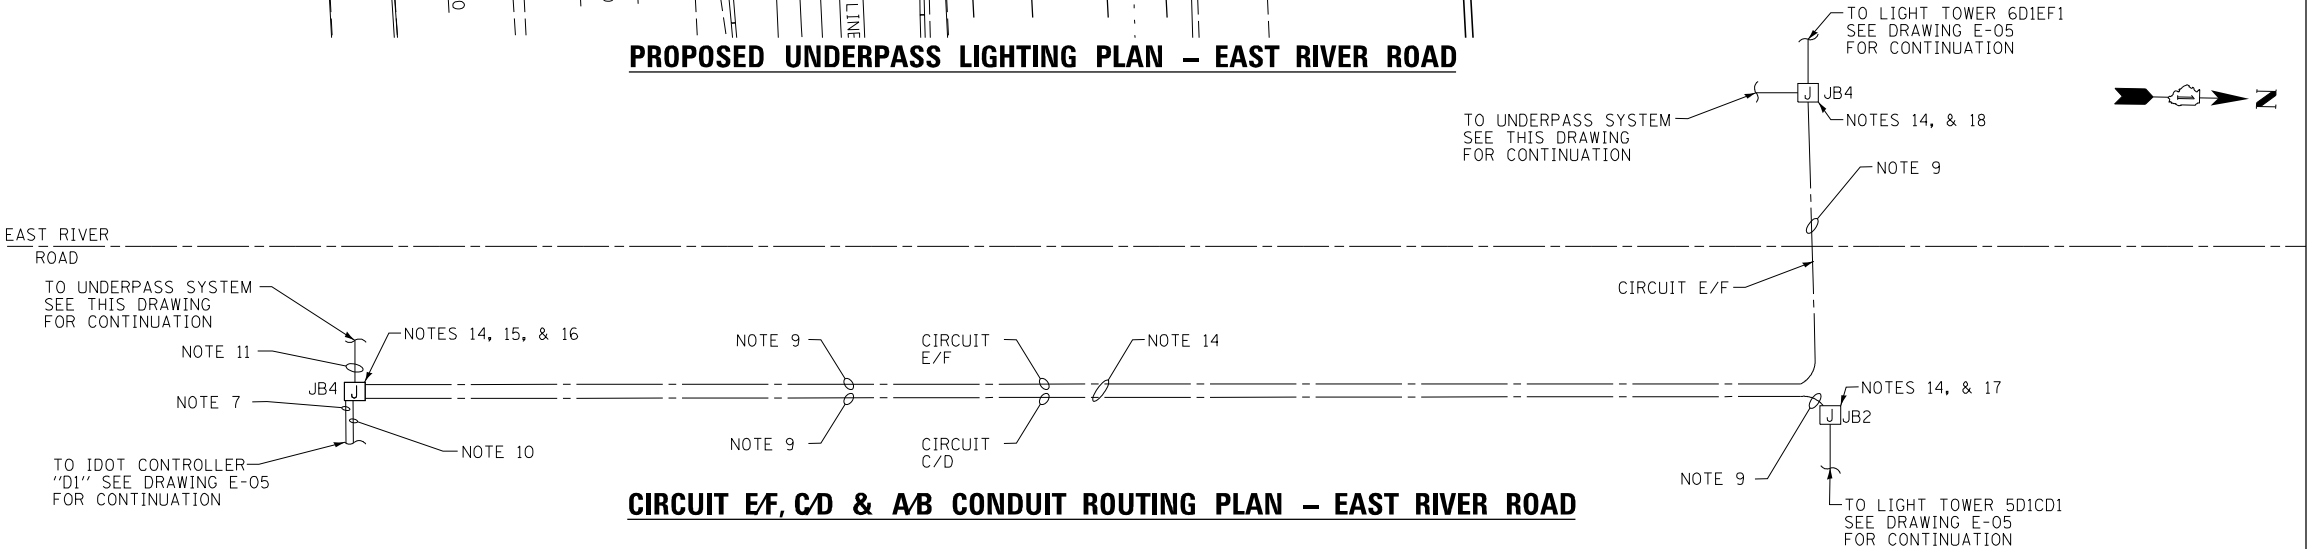 LINE
PROPOSED UNDERPASS LIGHTING PLAN – EAST RIVER ROAD
TO LIGHT TOWER 6D1EF1
SEE DRAWING E-05
FOR CONTINUATION
J JB4
N
TO UNDERPASS SYSTEM
SEE THIS DRAWING
FOR CONTINUATION
NOTES 14, & 18
NOTE 9
EAST RIVER
ROAD
CIRCUIT E/F
TO UNDERPASS SYSTEM
SEE THIS DRAWING
FOR CONTINUATION
NOTES 14, 15, & 16
NOTE 11
NOTE 9
CIRCUIT
E/F
NOTE 14
JB4 J
NOTE 7
NOTES 14, & 17
J JB2
NOTE 10
NOTE 9
CIRCUIT
C/D
NOTE 9
TO IDOT CONTROLLER
"D1" SEE DRAWING E-05
FOR CONTINUATION
TO LIGHT TOWER 5D1CD1
SEE DRAWING E-05
FOR CONTINUATION
CIRCUIT E/F, C/D & A/B CONDUIT ROUTING PLAN – EAST RIVER ROAD